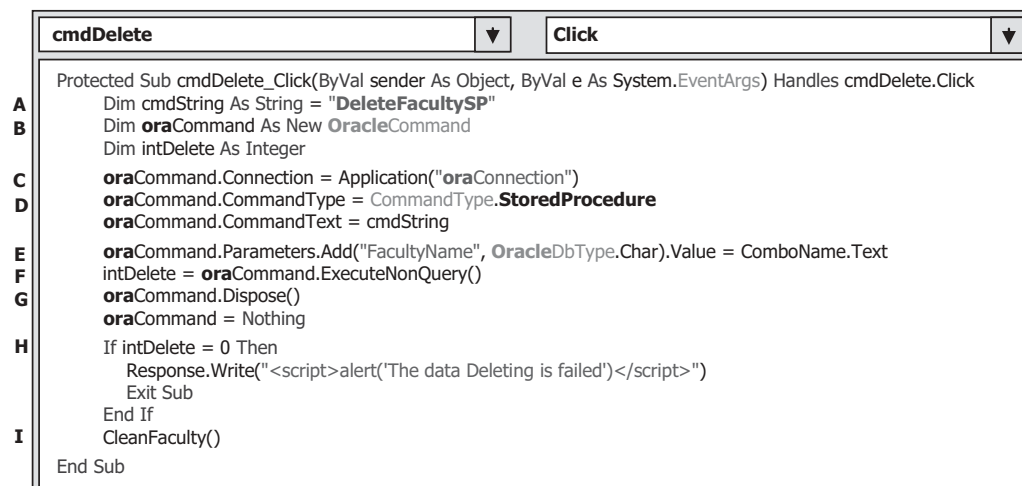 cmdDelete Click
Protected Sub cmdDelete_Click(ByVal sender As Object, ByVal e As System.EventArgs) Handles cmdDelete.Click
A Dim cmdString As String = "DeleteFacultySP"
B Dim oraCommand As New OracleCommand
Dim intDelete As Integer
C oraCommand.Connection = Application("oraConnection")
D oraCommand.CommandType = CommandType.StoredProcedure
oraCommand.CommandText = cmdString
E oraCommand.Parameters.Add("FacultyName", OracleDbType.Char).Value = ComboName.Text
F intDelete = oraCommand.ExecuteNonQuery()
G oraCommand.Dispose()
oraCommand = Nothing
H If intDelete = 0 Then
Response.Write("<script>alert('The data Deleting is failed')</script>")
Exit Sub
End If
I CleanFaculty()
End Sub